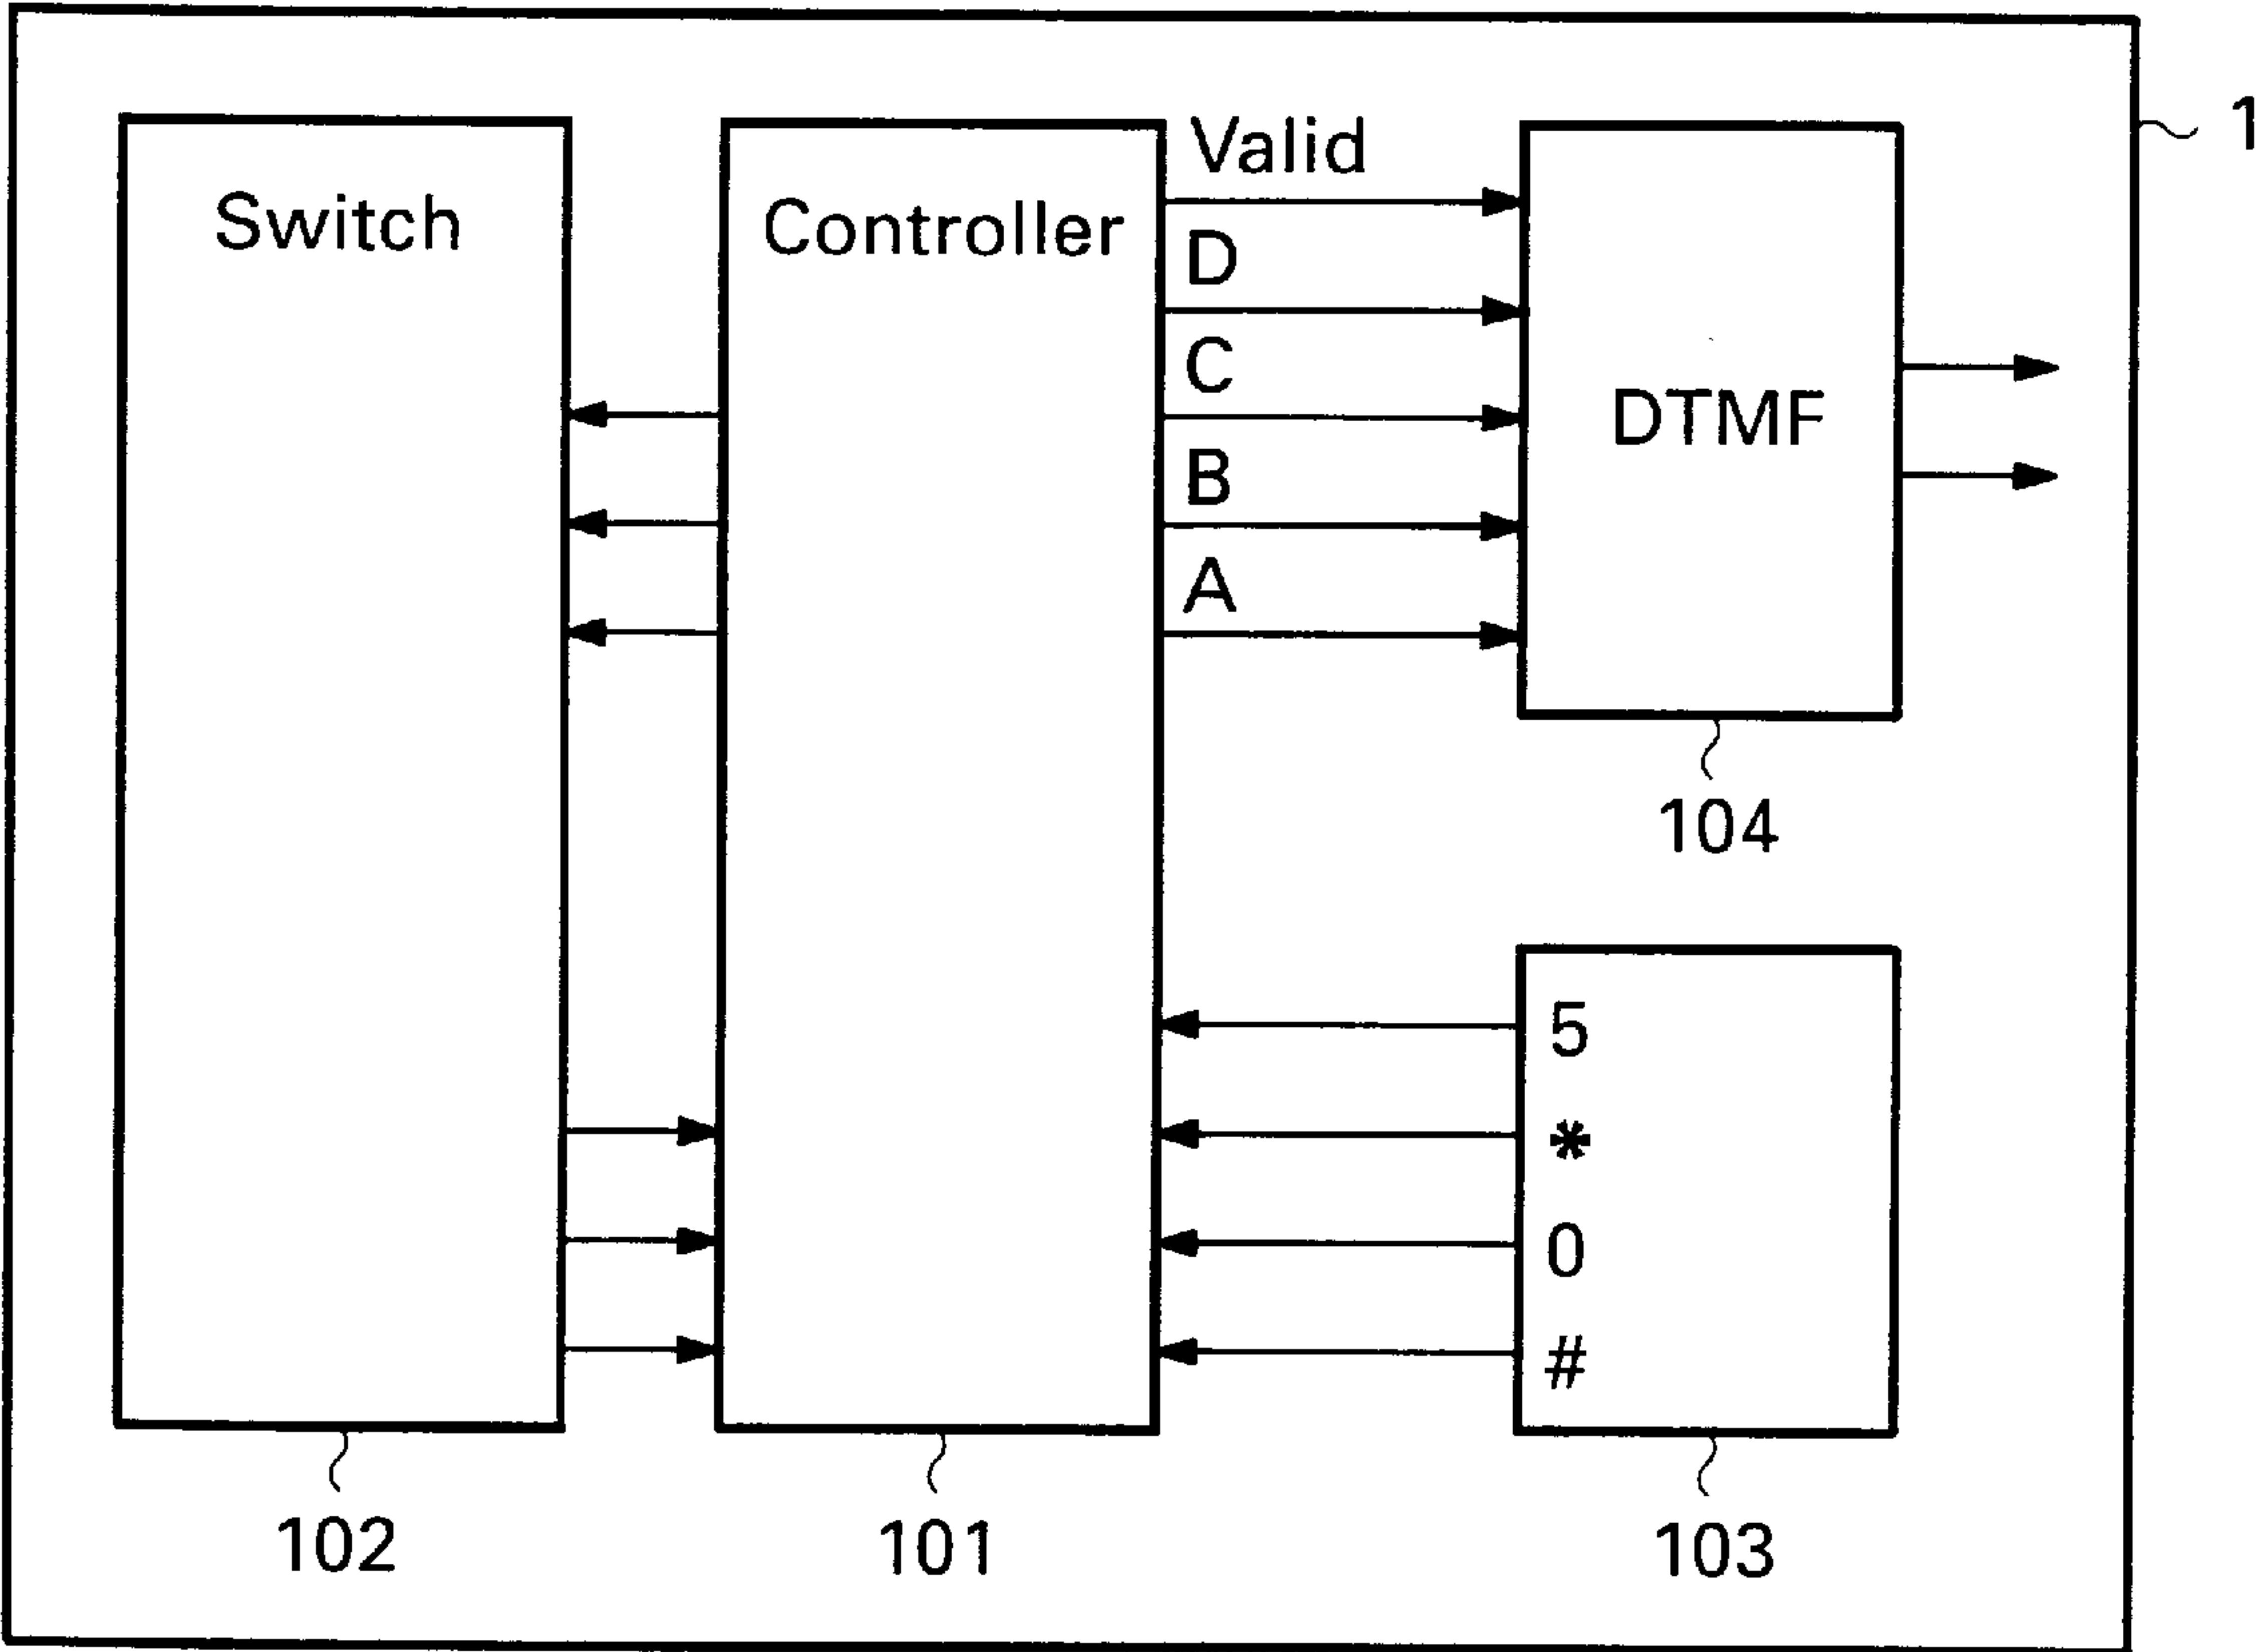 1
Switch
Controller
Valid
D
C
B
A
DTMF
104
5
*
0
#
102
101
103